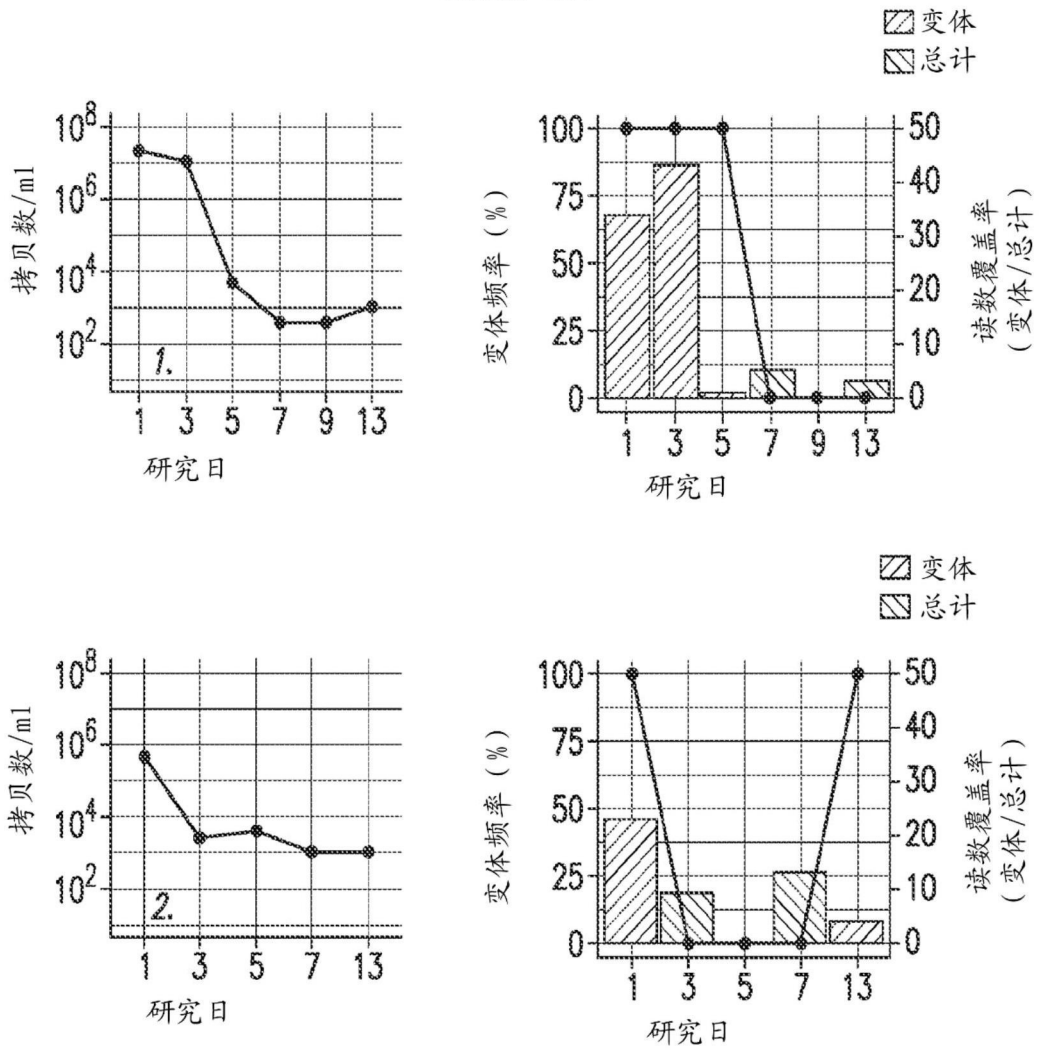 变体
总计
拷贝数/ml
10⁸
10⁶
10⁴
10²
1.
1 3 5 7 9 13
研究日
变体频率(%)
100
75
50
25
0
50
40
30
20
10
0
读数覆盖率
(变体/总计)
1 3 5 7 9 13
研究日
变体
总计
拷贝数/ml
10⁸
10⁶
10⁴
10²
2.
1 3 5 7 13
研究日
变体频率(%)
100
75
50
25
0
50
40
30
20
10
0
读数覆盖率
(变体/总计)
1 3 5 7 13
研究日